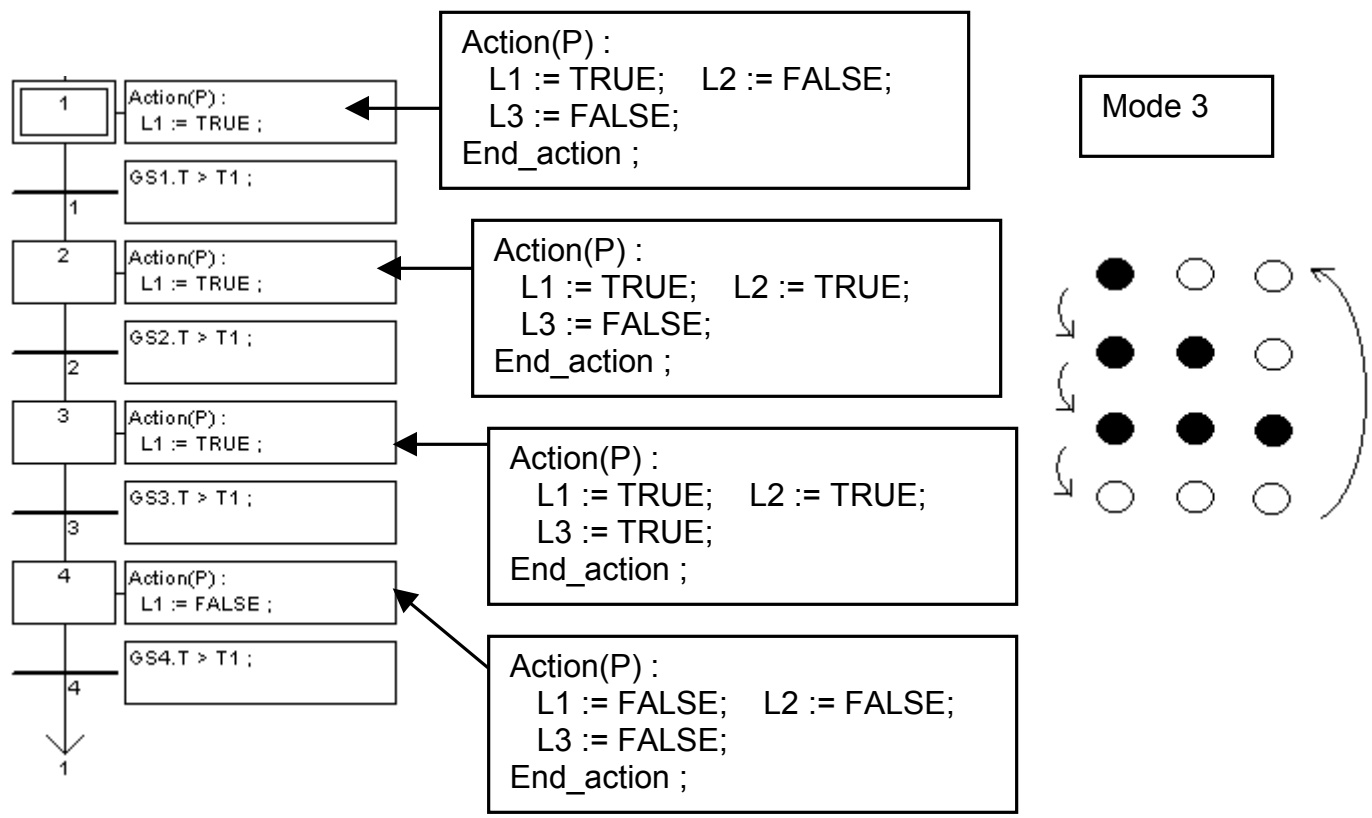 1
Action(P) :
L1 := TRUE ;
GS1.T > T1 ;
1
2
Action(P) :
L1 := TRUE ;
GS2.T > T1 ;
2
3
Action(P) :
L1 := TRUE ;
GS3.T > T1 ;
3
4
Action(P) :
L1 := FALSE ;
GS4.T > T1 ;
4
1
Action(P) :
L1 := TRUE; L2 := FALSE;
L3 := FALSE;
End_action ;
Action(P) :
L1 := TRUE; L2 := TRUE;
L3 := FALSE;
End_action ;
Action(P) :
L1 := TRUE; L2 := TRUE;
L3 := TRUE;
End_action ;
Action(P) :
L1 := FALSE; L2 := FALSE;
L3 := FALSE;
End_action ;
Mode 3